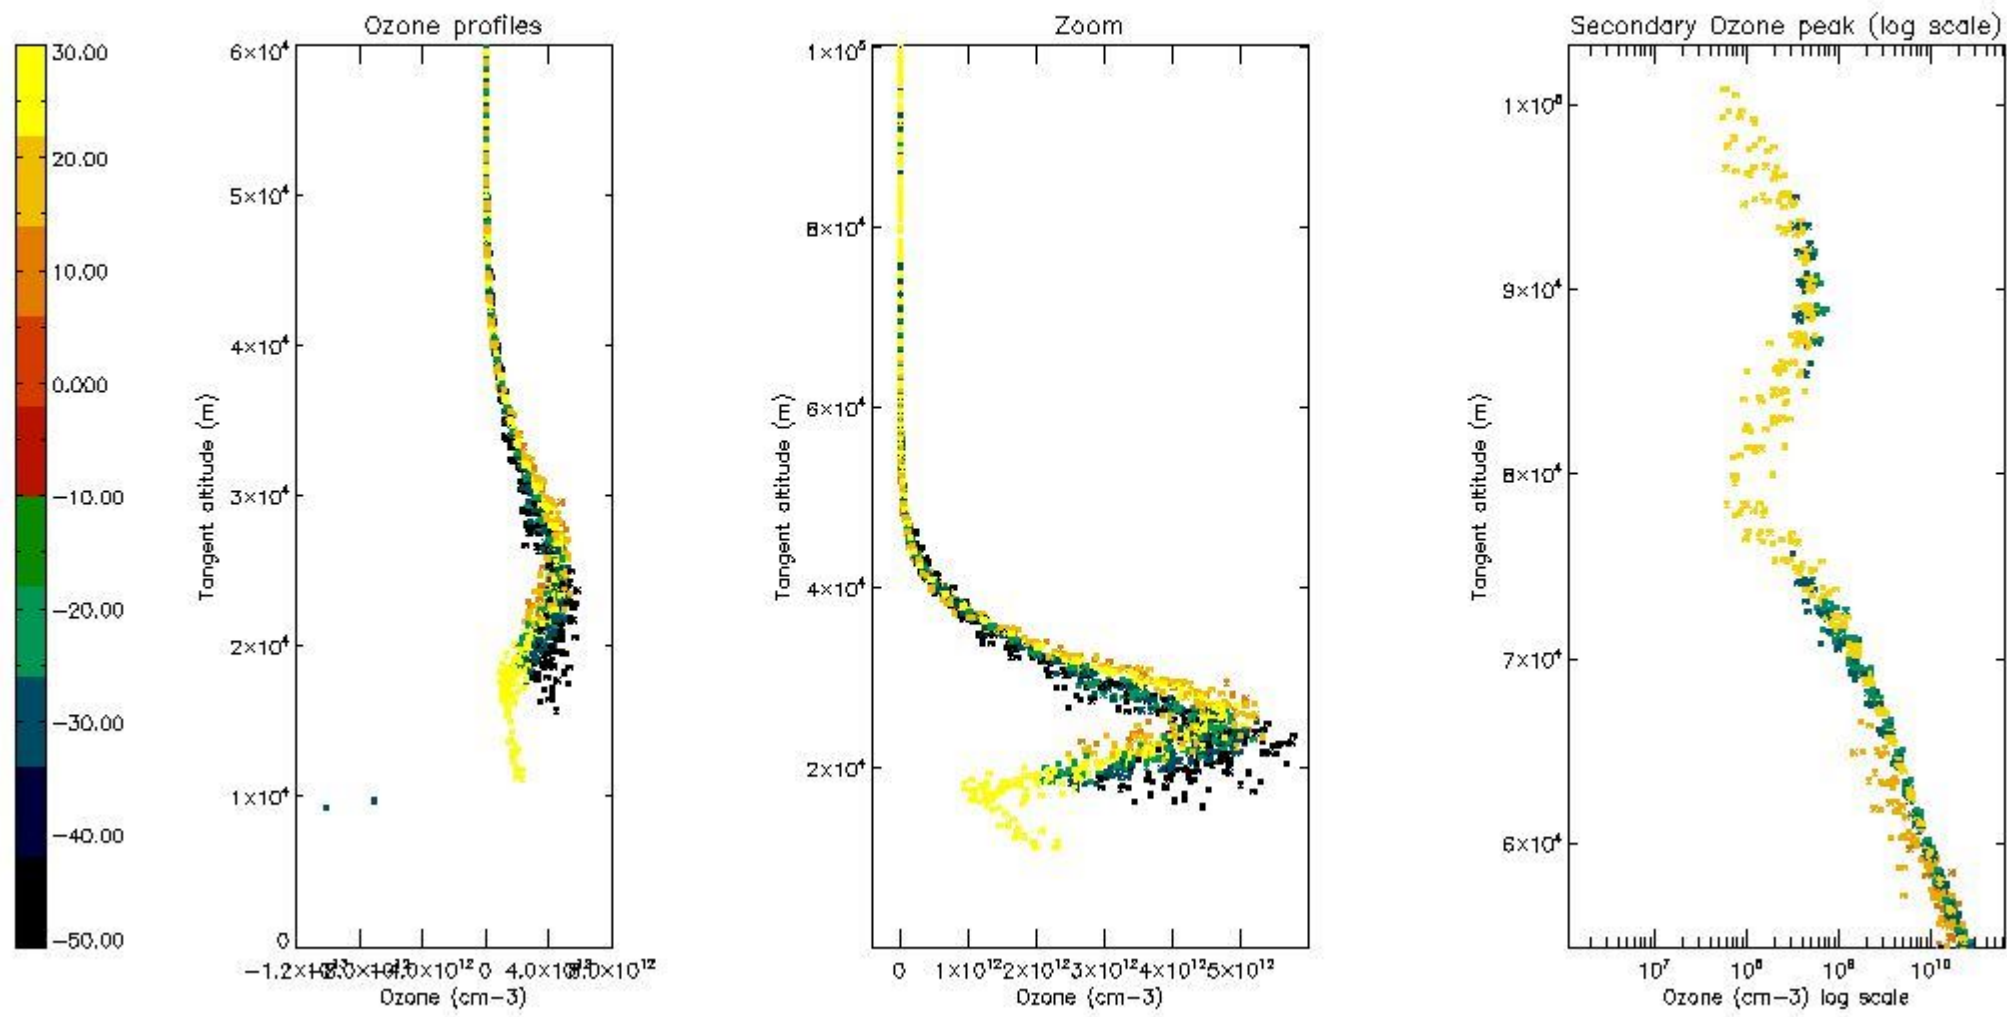 Ozone profiles
Zoom
Secondary Ozone peak (log scale)
30.00
20.00
10.00
0.000
−10.00
−20.00
−30.00
−40.00
−50.00
Tangent altitude (m)
6×10⁴
5×10⁴
4×10⁴
3×10⁴
2×10⁴
1×10⁴
0
0
Ozone (cm−3)
Tangent altitude (m)
1×10⁵
8×10⁴
6×10⁴
4×10⁴
2×10⁴
0 1×10¹² 2×10¹² 3×10¹² 4×10¹² 5×10¹²
Ozone (cm−3)
Tangent altitude (m)
9×10⁴
8×10⁴
7×10⁴
6×10⁴
10⁷ 10⁸ 10⁹ 10¹⁰
Ozone (cm−3) log scale